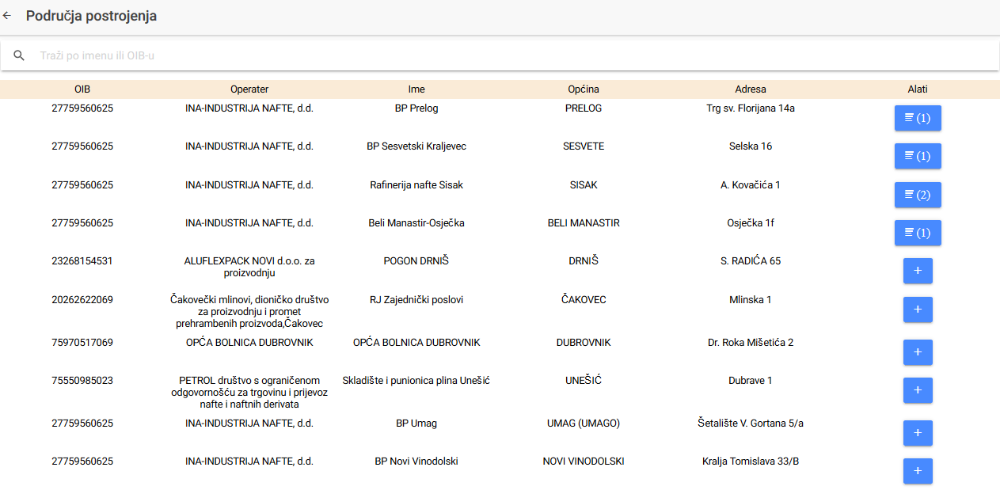 Područja postrojenja
Traži po imenu ili OIB-u
OIB Operater Ime Općina Adresa Alati
27759560625 INA-INDUSTRIJA NAFTE, d.d. BP Prelog PRELOG Trg sv. Florijana 14a (1)
27759560625 INA-INDUSTRIJA NAFTE, d.d. BP Sesvetski Kraljevec SESVETE Selska 16 (1)
27759560625 INA-INDUSTRIJA NAFTE, d.d. Rafinerija nafte Sisak SISAK A. Kovačića 1 (2)
27759560625 INA-INDUSTRIJA NAFTE, d.d. Beli Manastir-Osječka BELI MANASTIR Osječka 1f (1)
23268154531 ALUFLEXPACK NOVI d.o.o. za POGON DRNIŠ DRNIŠ S. RADIĆA 65 +
proizvodnju
20262622069 Čakovečki mlinovi, dioničko društvo RJ Zajednički poslovi ČAKOVEC Mlinska 1 +
za proizvodnju i promet
prehrambenih proizvoda,Čakovec
75970517069 OPĆA BOLNICA DUBROVNIK OPĆA BOLNICA DUBROVNIK DUBROVNIK Dr. Roka Mišetića 2 +
75550985023 PETROL društvo s ograničenom Skladište i punionica plina Unešić UNEŠIĆ Dubrave 1 +
odgovornošću za trgovinu i prijevoz
nafte i naftnih derivata
27759560625 INA-INDUSTRIJA NAFTE, d.d. BP Umag UMAG (UMAGO) Šetalište V. Gortana 5/a +
27759560625 INA-INDUSTRIJA NAFTE, d.d. BP Novi Vinodolski NOVI VINODOLSKI Kralja Tomislava 33/B +